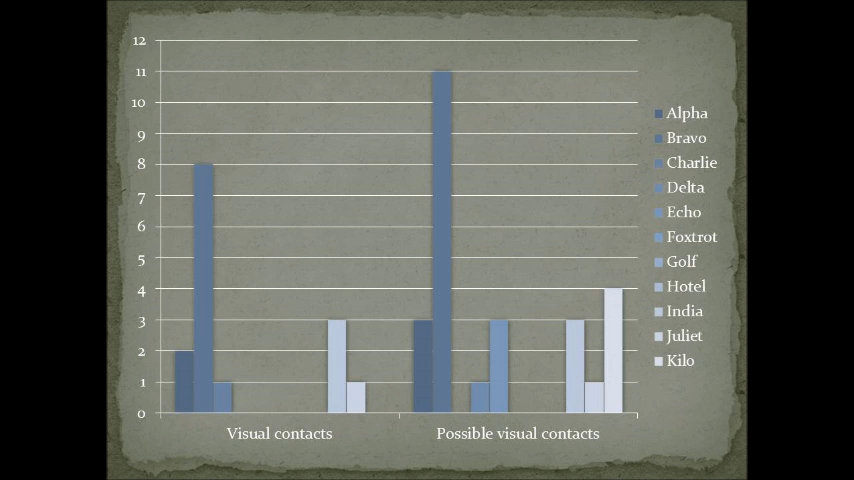 12
11
10
9
8
7
6
5
4
3
2
1
0
Visual contacts
Possible visual contacts
Alpha
Bravo
Charlie
Delta
Echo
Foxtrot
Golf
Hotel
India
Juliet
Kilo